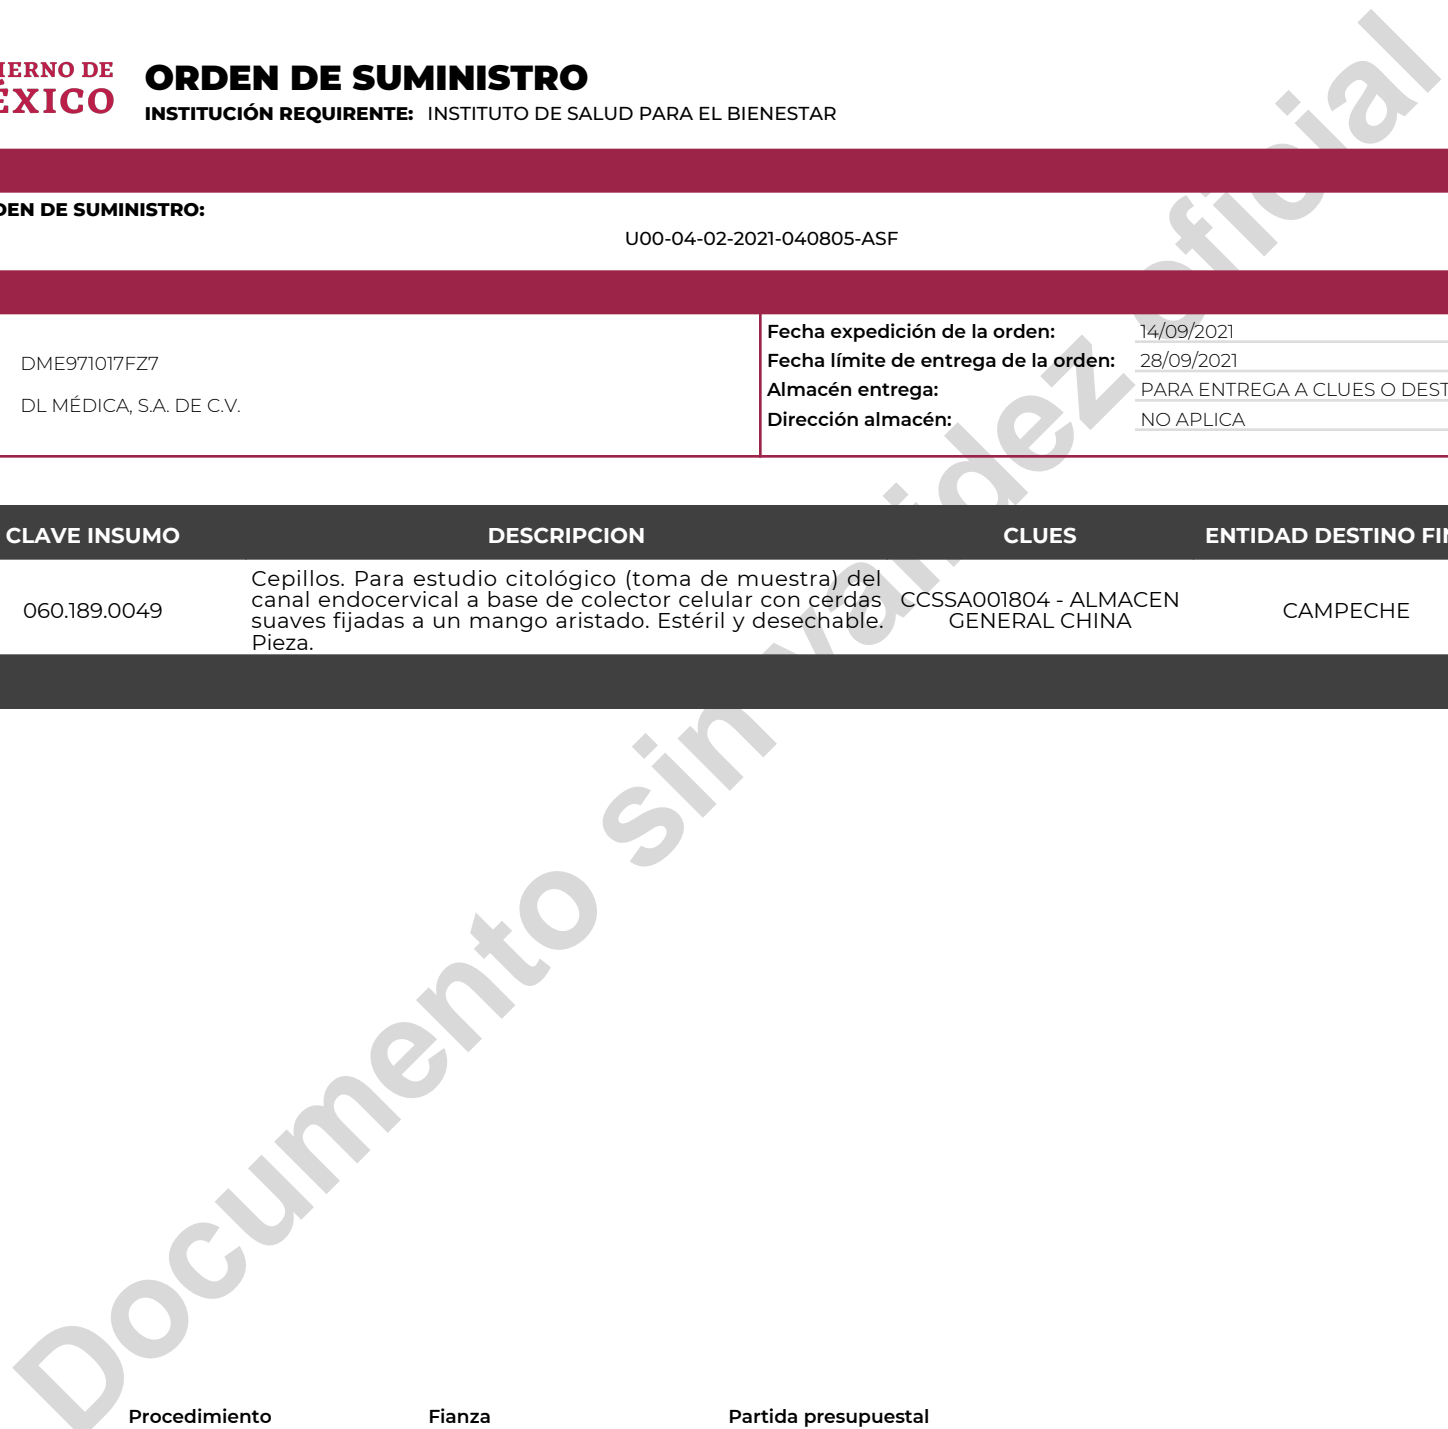 IERNO DE
ÉXICO
ORDEN DE SUMINISTRO
INSTITUCIÓN REQUIRENTE: INSTITUTO DE SALUD PARA EL BIENESTAR
DEN DE SUMINISTRO:
U00-04-02-2021-040805-ASF
DME971017FZ7
DL MÉDICA, S.A. DE C.V.
Fecha expedición de la orden: 14/09/2021
Fecha límite de entrega de la orden: 28/09/2021
Almacén entrega: PARA ENTREGA A CLUES O DEST
Dirección almacén: NO APLICA
CLAVE INSUMO DESCRIPCION CLUES ENTIDAD DESTINO FIN
060.189.0049
Cepillos. Para estudio citológico (toma de muestra) del
canal endocervical a base de colector celular con cerdas
suaves fijadas a un mango aristado. Estéril y desechable.
Pieza.
CCSSA001804 - ALMACEN
GENERAL CHINA
CAMPECHE
Documento sin validez oficial
Procedimiento Fianza Partida presupuestal